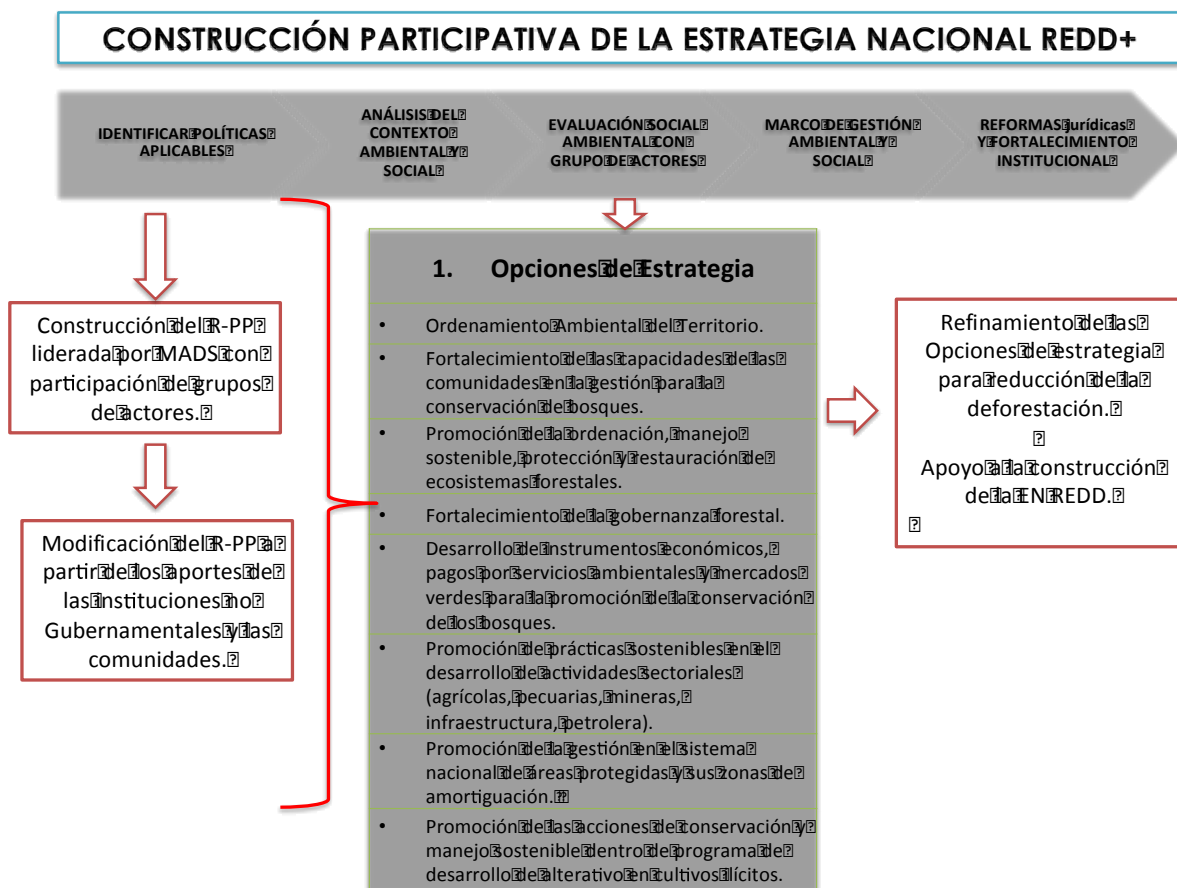 CONSTRUCCIÓN PARTICIPATIVA DE LA ESTRATEGIA NACIONAL REDD+
IDENTIFICAR POLÍTICAS
APLICABLES
ANÁLISIS DEL
CONTEXTO
AMBIENTAL Y
SOCIAL
EVALUACIÓN SOCIAL
AMBIENTAL CON
GRUPO DE ACTORES
MARCO DE GESTIÓN
AMBIENTAL Y
SOCIAL
REFORMAS jurídicas
Y FORTALECIMIENTO
INSTITUCIONAL
Construcción del R-PP
liderada por MADS con
participación de grupos
de actores.
Modificación del R-PP a
partir de los aportes de
las instituciones no
Gubernamentales y las
comunidades.
1. Opciones de Estrategia
• Ordenamiento Ambiental del Territorio.
• Fortalecimiento de las capacidades de las
comunidades en la gestión para la
conservación de bosques.
• Promoción de la ordenación, manejo
sostenible, protección y restauración de
ecosistemas forestales.
• Fortalecimiento de la gobernanza forestal.
• Desarrollo de instrumentos económicos,
pagos por servicios ambientales y mercados
verdes para la promoción de la conservación
de los bosques.
• Promoción de prácticas sostenibles en el
desarrollo de actividades sectoriales
(agrícolas, pecuarias, mineras,
infraestructura, petrolera).
• Promoción de la gestión en el sistema
nacional de áreas protegidas y sus zonas de
amortiguación.
• Promoción de las acciones de conservación y
manejo sostenible dentro de programa de
desarrollo de alterativo en cultivos ilícitos.
Refinamiento de las
Opciones de estrategia
para reducción de la
deforestación.
Apoyo a la construcción
de la EN REDD.